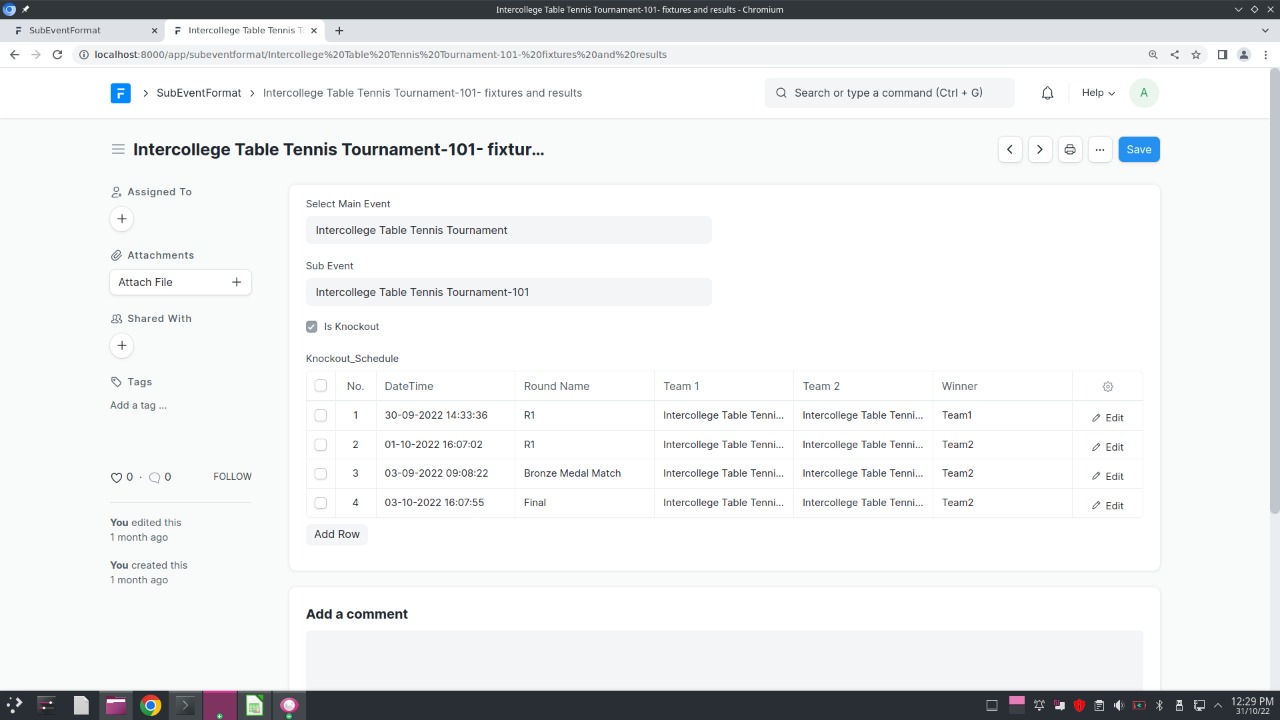 Intercollege Table Tennis Tournament-101- fixtures and results - Chromium
SubEventFormat
Intercollege Table Tennis T
localhost:8000/app/subeventformat/Intercollege%20Table%20Tennis%20Tournament-101-%20fixtures%20and%20results
SubEventFormat
Intercollege Table Tennis Tournament-101- fixtures and results
Search or type a command (Ctrl + G)
Help
A
Intercollege Table Tennis Tournament-101- fixtur...
Save
Assigned To
Attachments
Attach File
Shared With
Tags
Add a tag ...
0 · 0 FOLLOW
You edited this
1 month ago
You created this
1 month ago
Select Main Event
Intercollege Table Tennis Tournament
Sub Event
Intercollege Table Tennis Tournament-101
Is Knockout
Knockout_Schedule
No. DateTime Round Name Team 1 Team 2 Winner
1 30-09-2022 14:33:36 R1 Intercollege Table Tenni... Intercollege Table Tenni... Team1 Edit
2 01-10-2022 16:07:02 R1 Intercollege Table Tenni... Intercollege Table Tenni... Team2 Edit
3 03-09-2022 09:08:22 Bronze Medal Match Intercollege Table Tenni... Intercollege Table Tenni... Team2 Edit
4 03-10-2022 16:07:55 Final Intercollege Table Tenni... Intercollege Table Tenni... Team2 Edit
Add Row
Add a comment
12:29 PM
31/10/22